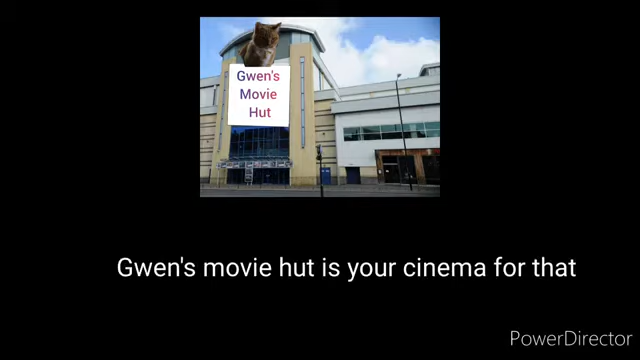 Gwen's
Movie
Hut
Gwen's movie hut is your cinema for that
PowerDirector